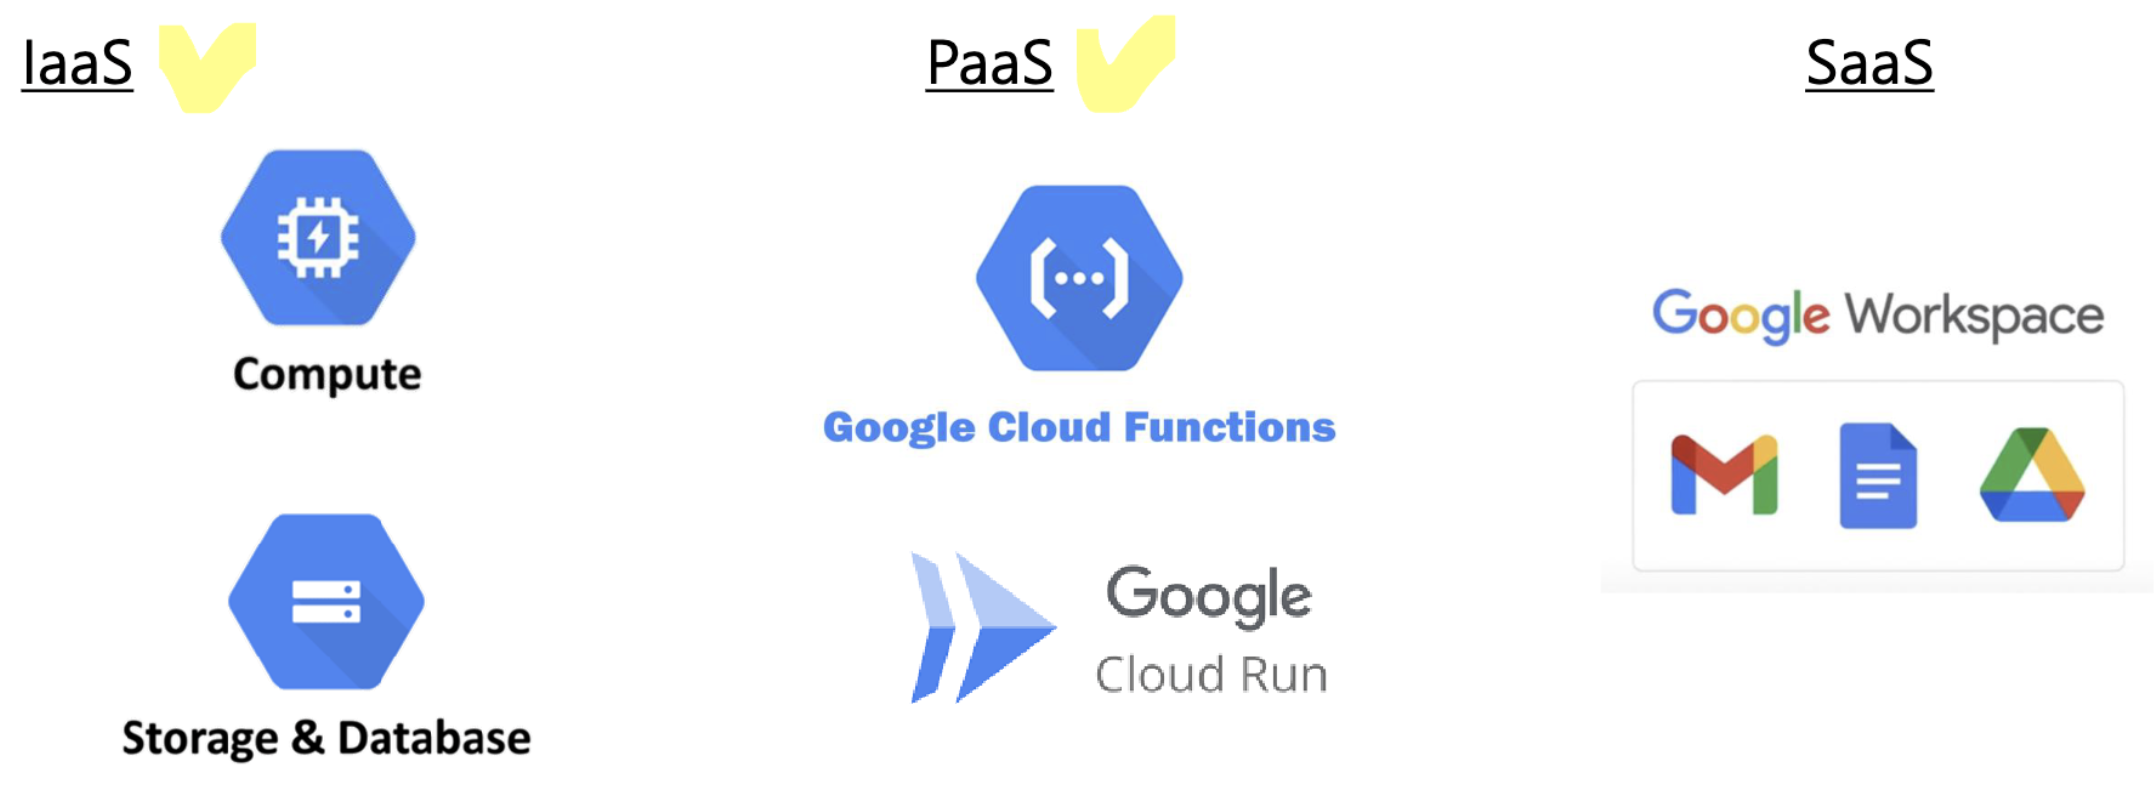 IaaS
PaaS
SaaS
Compute
Storage & Database
Google Cloud Functions
Google
Cloud Run
Google Workspace